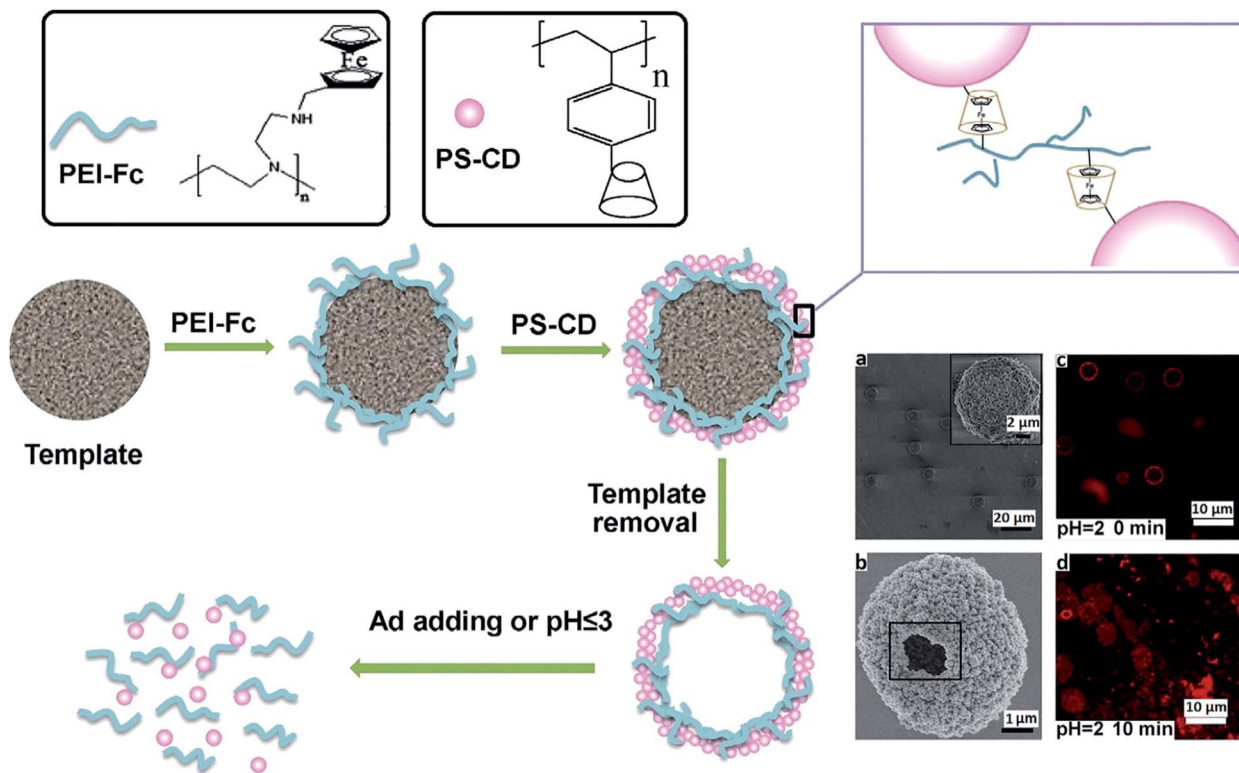 Fe
NH
N
n
PEI-Fc
n
PS-CD
Fe
Fe
Template
PEI-Fc
PS-CD
Template
removal
Ad adding or pH≤3
a
2 µm
20 µm
c
10 µm
pH=2 0 min
b
1 µm
d
10 µm
pH=2 10 min